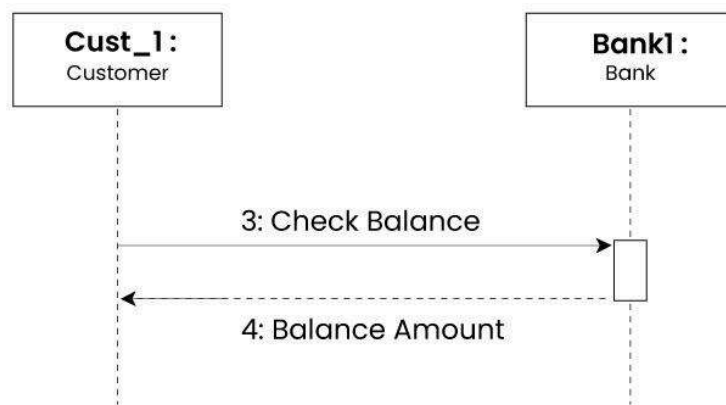 Cust_1 :
Customer
Bank1 :
Bank
3: Check Balance
4: Balance Amount